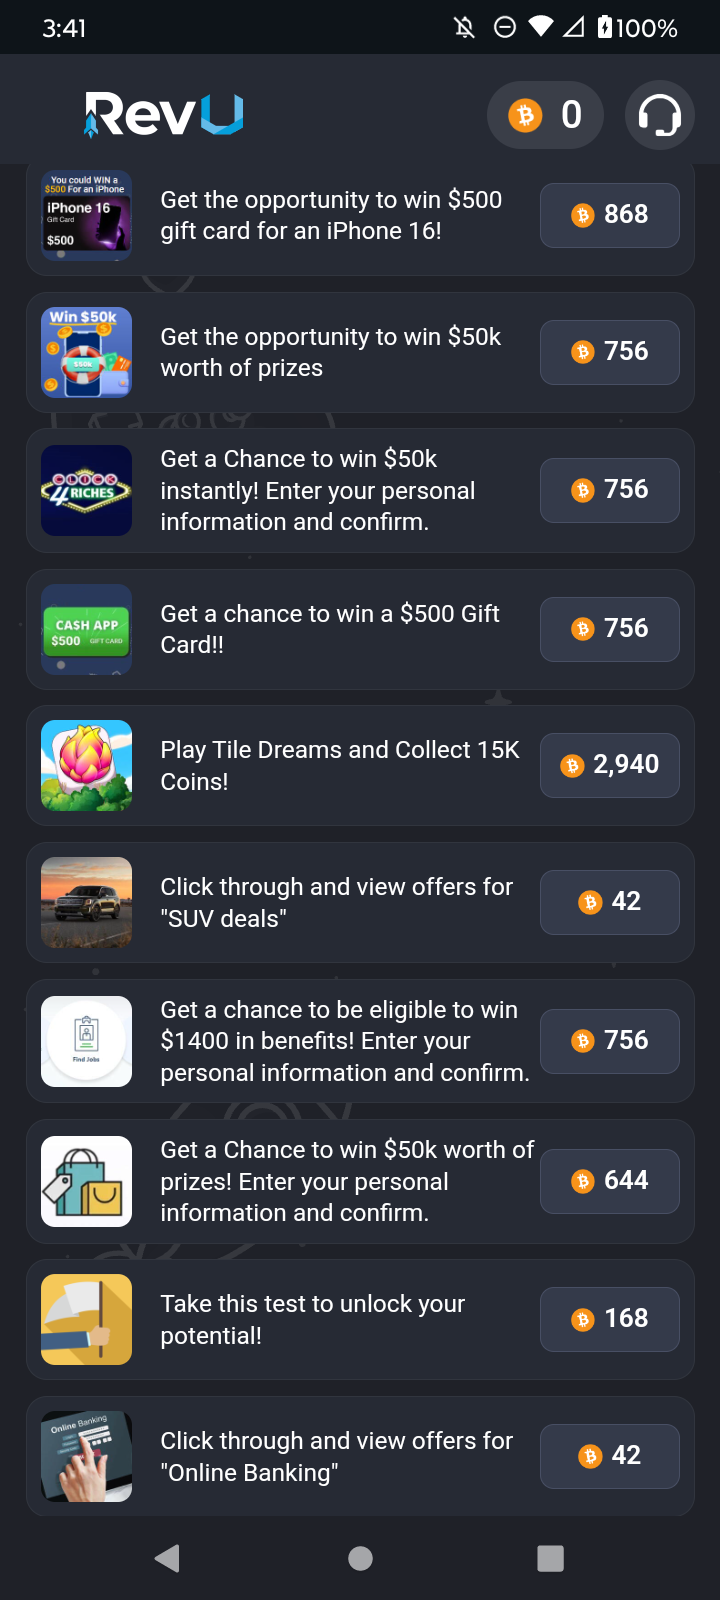 3:41
100%
RevU
0
You could WIN a
$500 For an iPhone
iPhone 16
Gift Card
$500
Get the opportunity to win $500
gift card for an iPhone 16!
868
Win $50k
$50k
Get the opportunity to win $50k
worth of prizes
756
CLICK
4 RICHES
Get a Chance to win $50k
instantly! Enter your personal
information and confirm.
756
CASH APP
$500 GIFT CARD
Get a chance to win a $500 Gift
Card!!
756
Play Tile Dreams and Collect 15K
Coins!
2,940
Click through and view offers for
"SUV deals"
42
Find Jobs
Get a chance to be eligible to win
$1400 in benefits! Enter your
personal information and confirm.
756
Get a Chance to win $50k worth of
prizes! Enter your personal
information and confirm.
644
Take this test to unlock your
potential!
168
Online Banking
Click through and view offers for
"Online Banking"
42